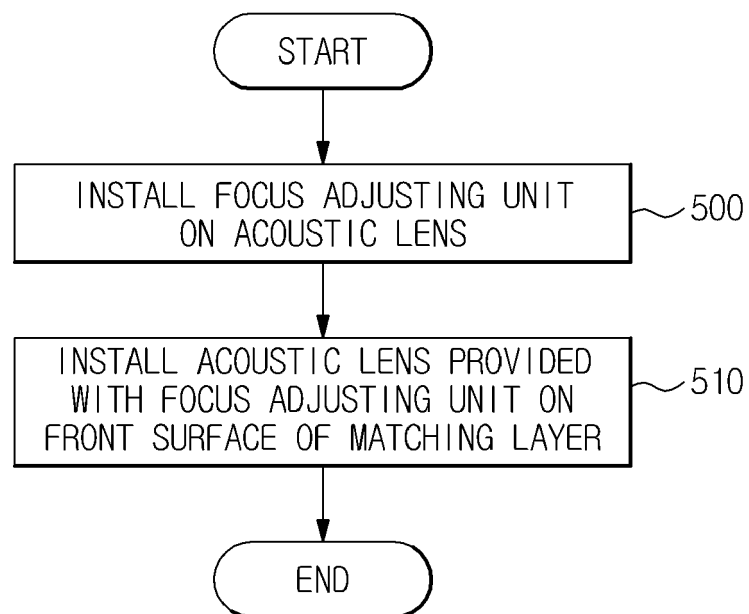 START
INSTALL FOCUS ADJUSTING UNIT
ON ACOUSTIC LENS
500
INSTALL ACOUSTIC LENS PROVIDED
WITH FOCUS ADJUSTING UNIT ON
FRONT SURFACE OF MATCHING LAYER
510
END